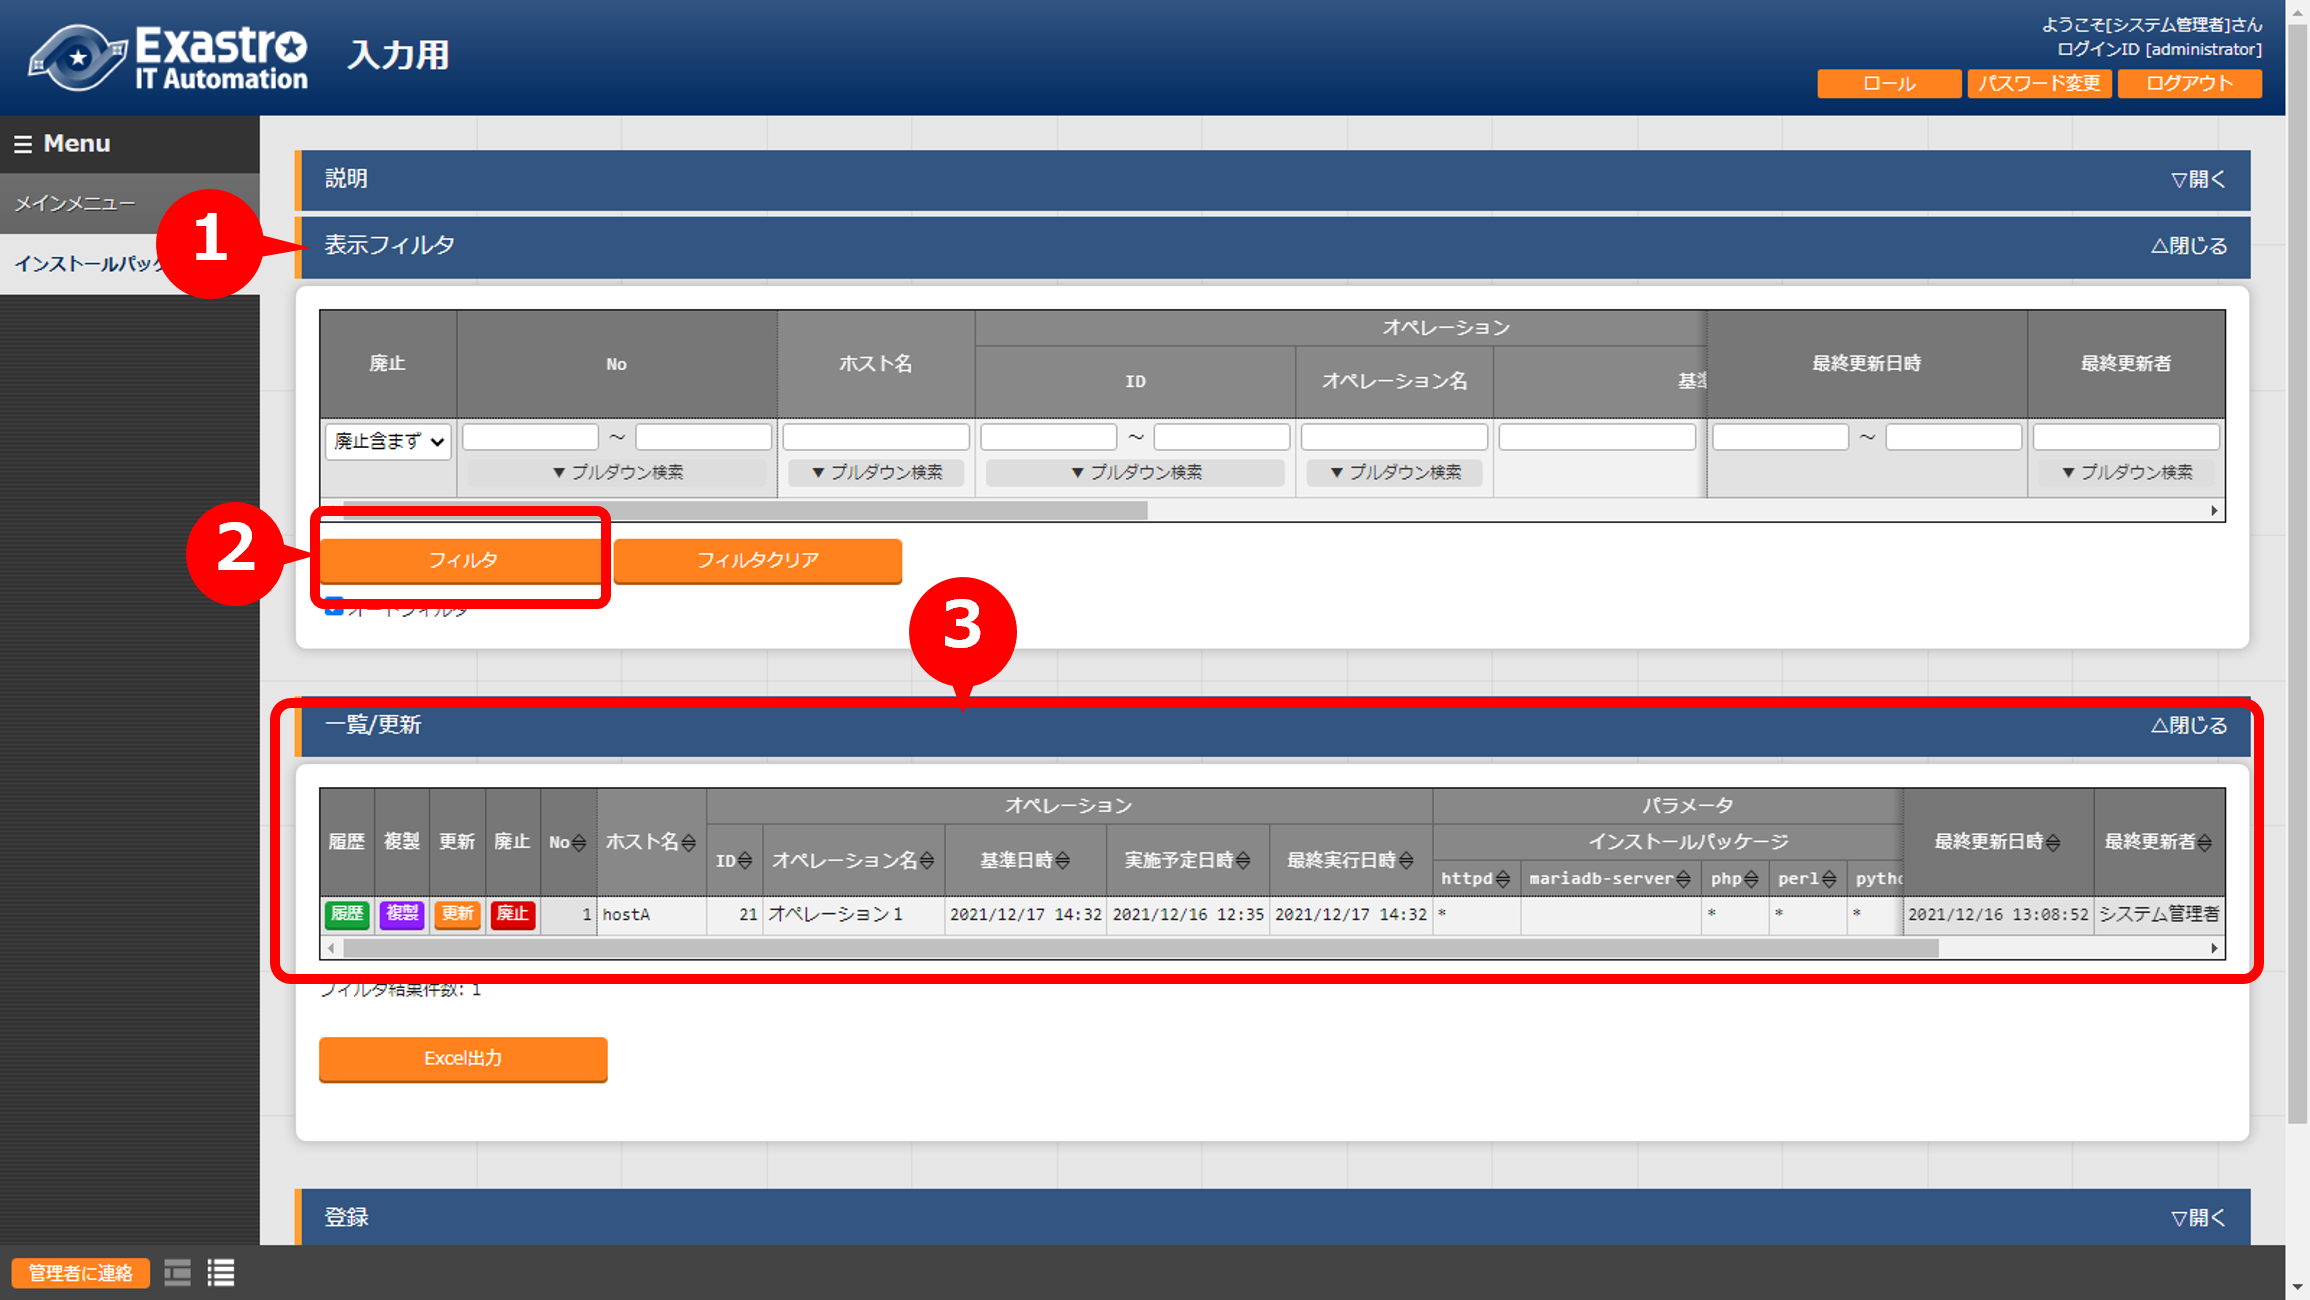 Exastro
IT Automation
入力用
ようこそ[システム管理者]さん
ログインID [administrator]
ロール
パスワード変更
ログアウト
Menu
メインメニュー
インストールパック
1
説明
▽開く
表示フィルタ
△閉じる
廃止
No
ホスト名
オペレーション
ID
オペレーション名
基準
最終更新日時
最終更新者
廃止含まず
～
～
～
▼ プルダウン検索
▼ プルダウン検索
▼ プルダウン検索
▼ プルダウン検索
▼ プルダウン検索
2
フィルタ
フィルタクリア
オートフィルタ
3
一覧/更新
△閉じる
履歴
複製
更新
廃止
No
ホスト名
オペレーション
ID
オペレーション名
基準日時
実施予定日時
最終実行日時
パラメータ
インストールパッケージ
httpd
mariadb-server
php
perl
pytho
最終更新日時
最終更新者
履歴
複製
更新
廃止
1
hostA
21
オペレーション１
2021/12/17 14:32
2021/12/16 12:35
2021/12/17 14:32
*
*
*
*
2021/12/16 13:08:52
システム管理者
フィルタ結果件数: 1
Excel出力
登録
▽開く
管理者に連絡